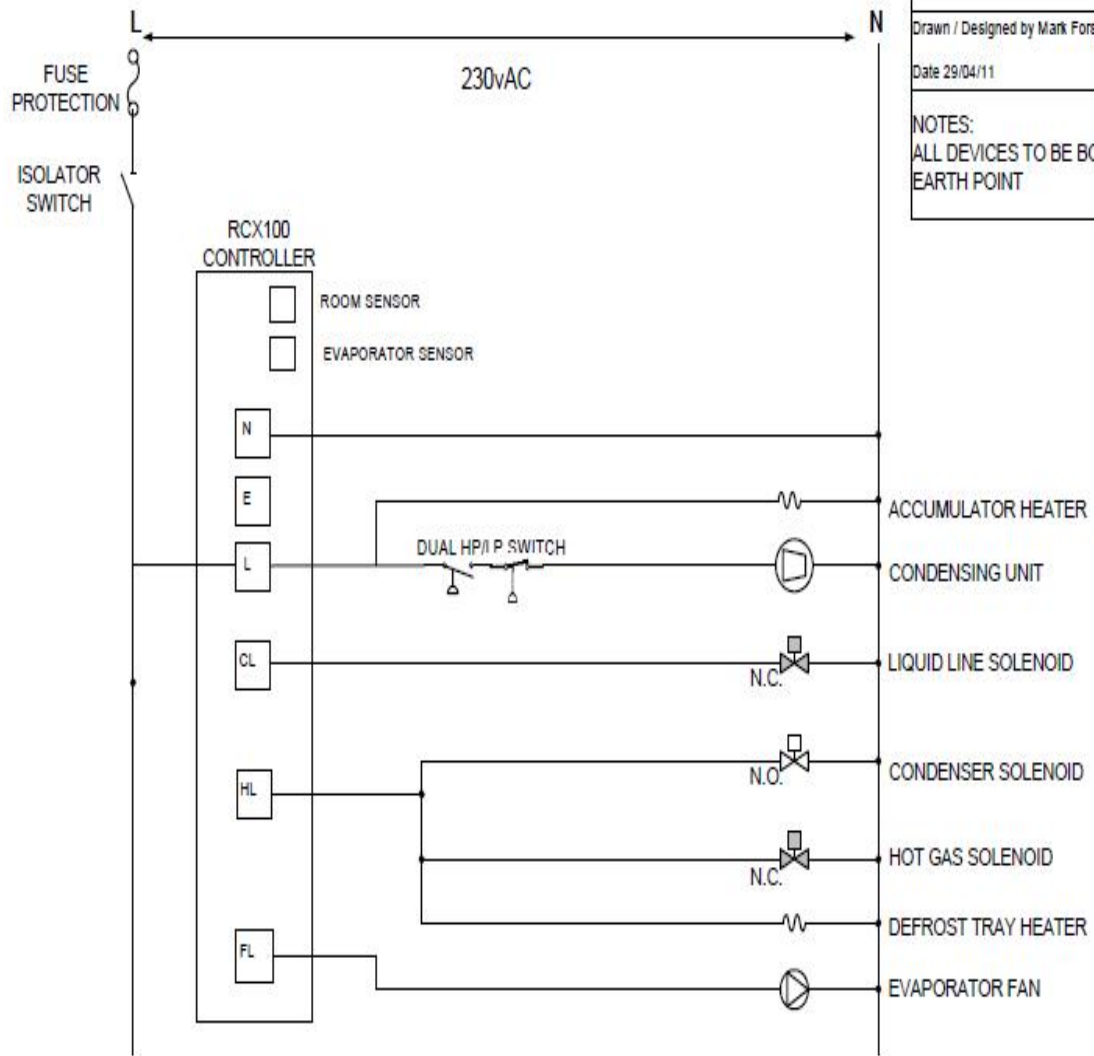 L
N
Drawn / Designed by Mark Fors
Date 29/04/11
NOTES:
ALL DEVICES TO BE BO
EARTH POINT
230vAC
FUSE
PROTECTION
ISOLATOR
SWITCH
RCX100
CONTROLLER
ROOM SENSOR
EVAPORATOR SENSOR
N
E
ACCUMULATOR HEATER
L
DUAL HP/LP SWITCH
CONDENSING UNIT
CL
N.C.
LIQUID LINE SOLENOID
HL
N.O.
CONDENSER SOLENOID
N.C.
HOT GAS SOLENOID
DEFROST TRAY HEATER
FL
EVAPORATOR FAN